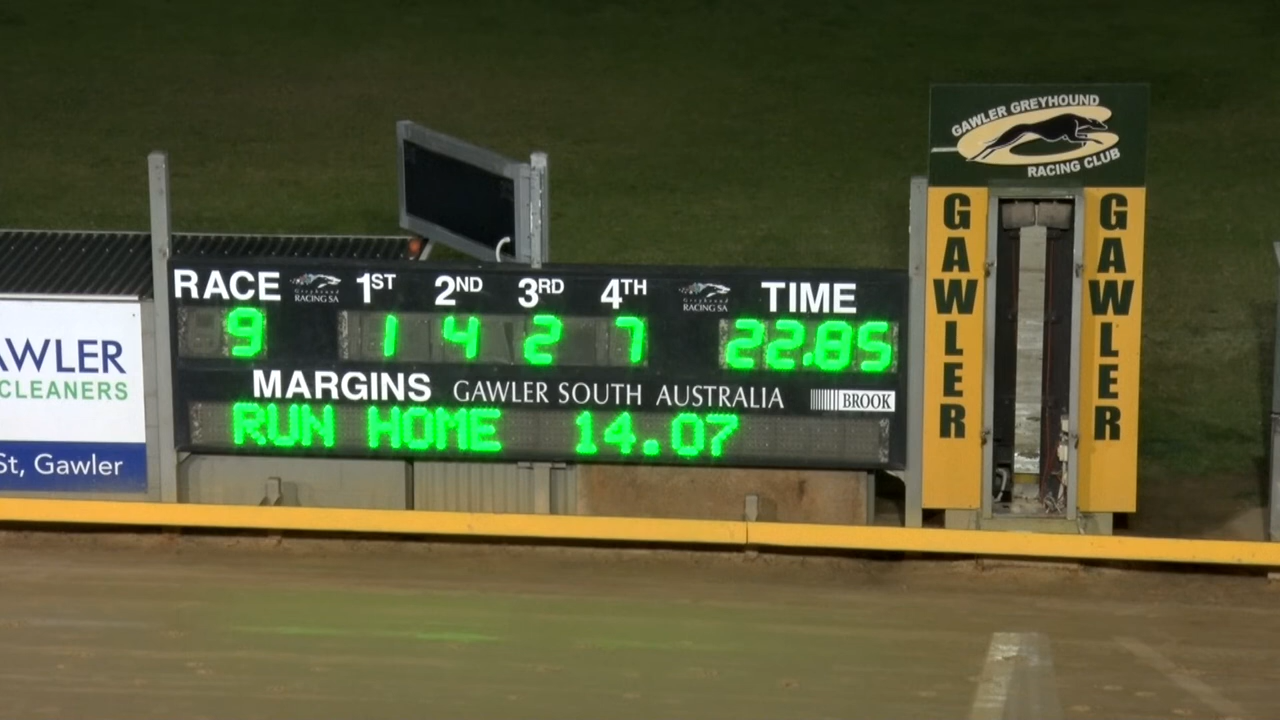 GAWLER GREYHOUND
RACING CLUB
GAWLER
GAWLER
RACE 1ST 2ND 3RD 4TH TIME
Greyhound
RACING SA
Greyhound
RACING SA
9 1 4 2 7 22.85
MARGINS GAWLER SOUTH AUSTRALIA BROOK
RUN HOME 14.07
AWLER
CLEANERS
St, Gawler